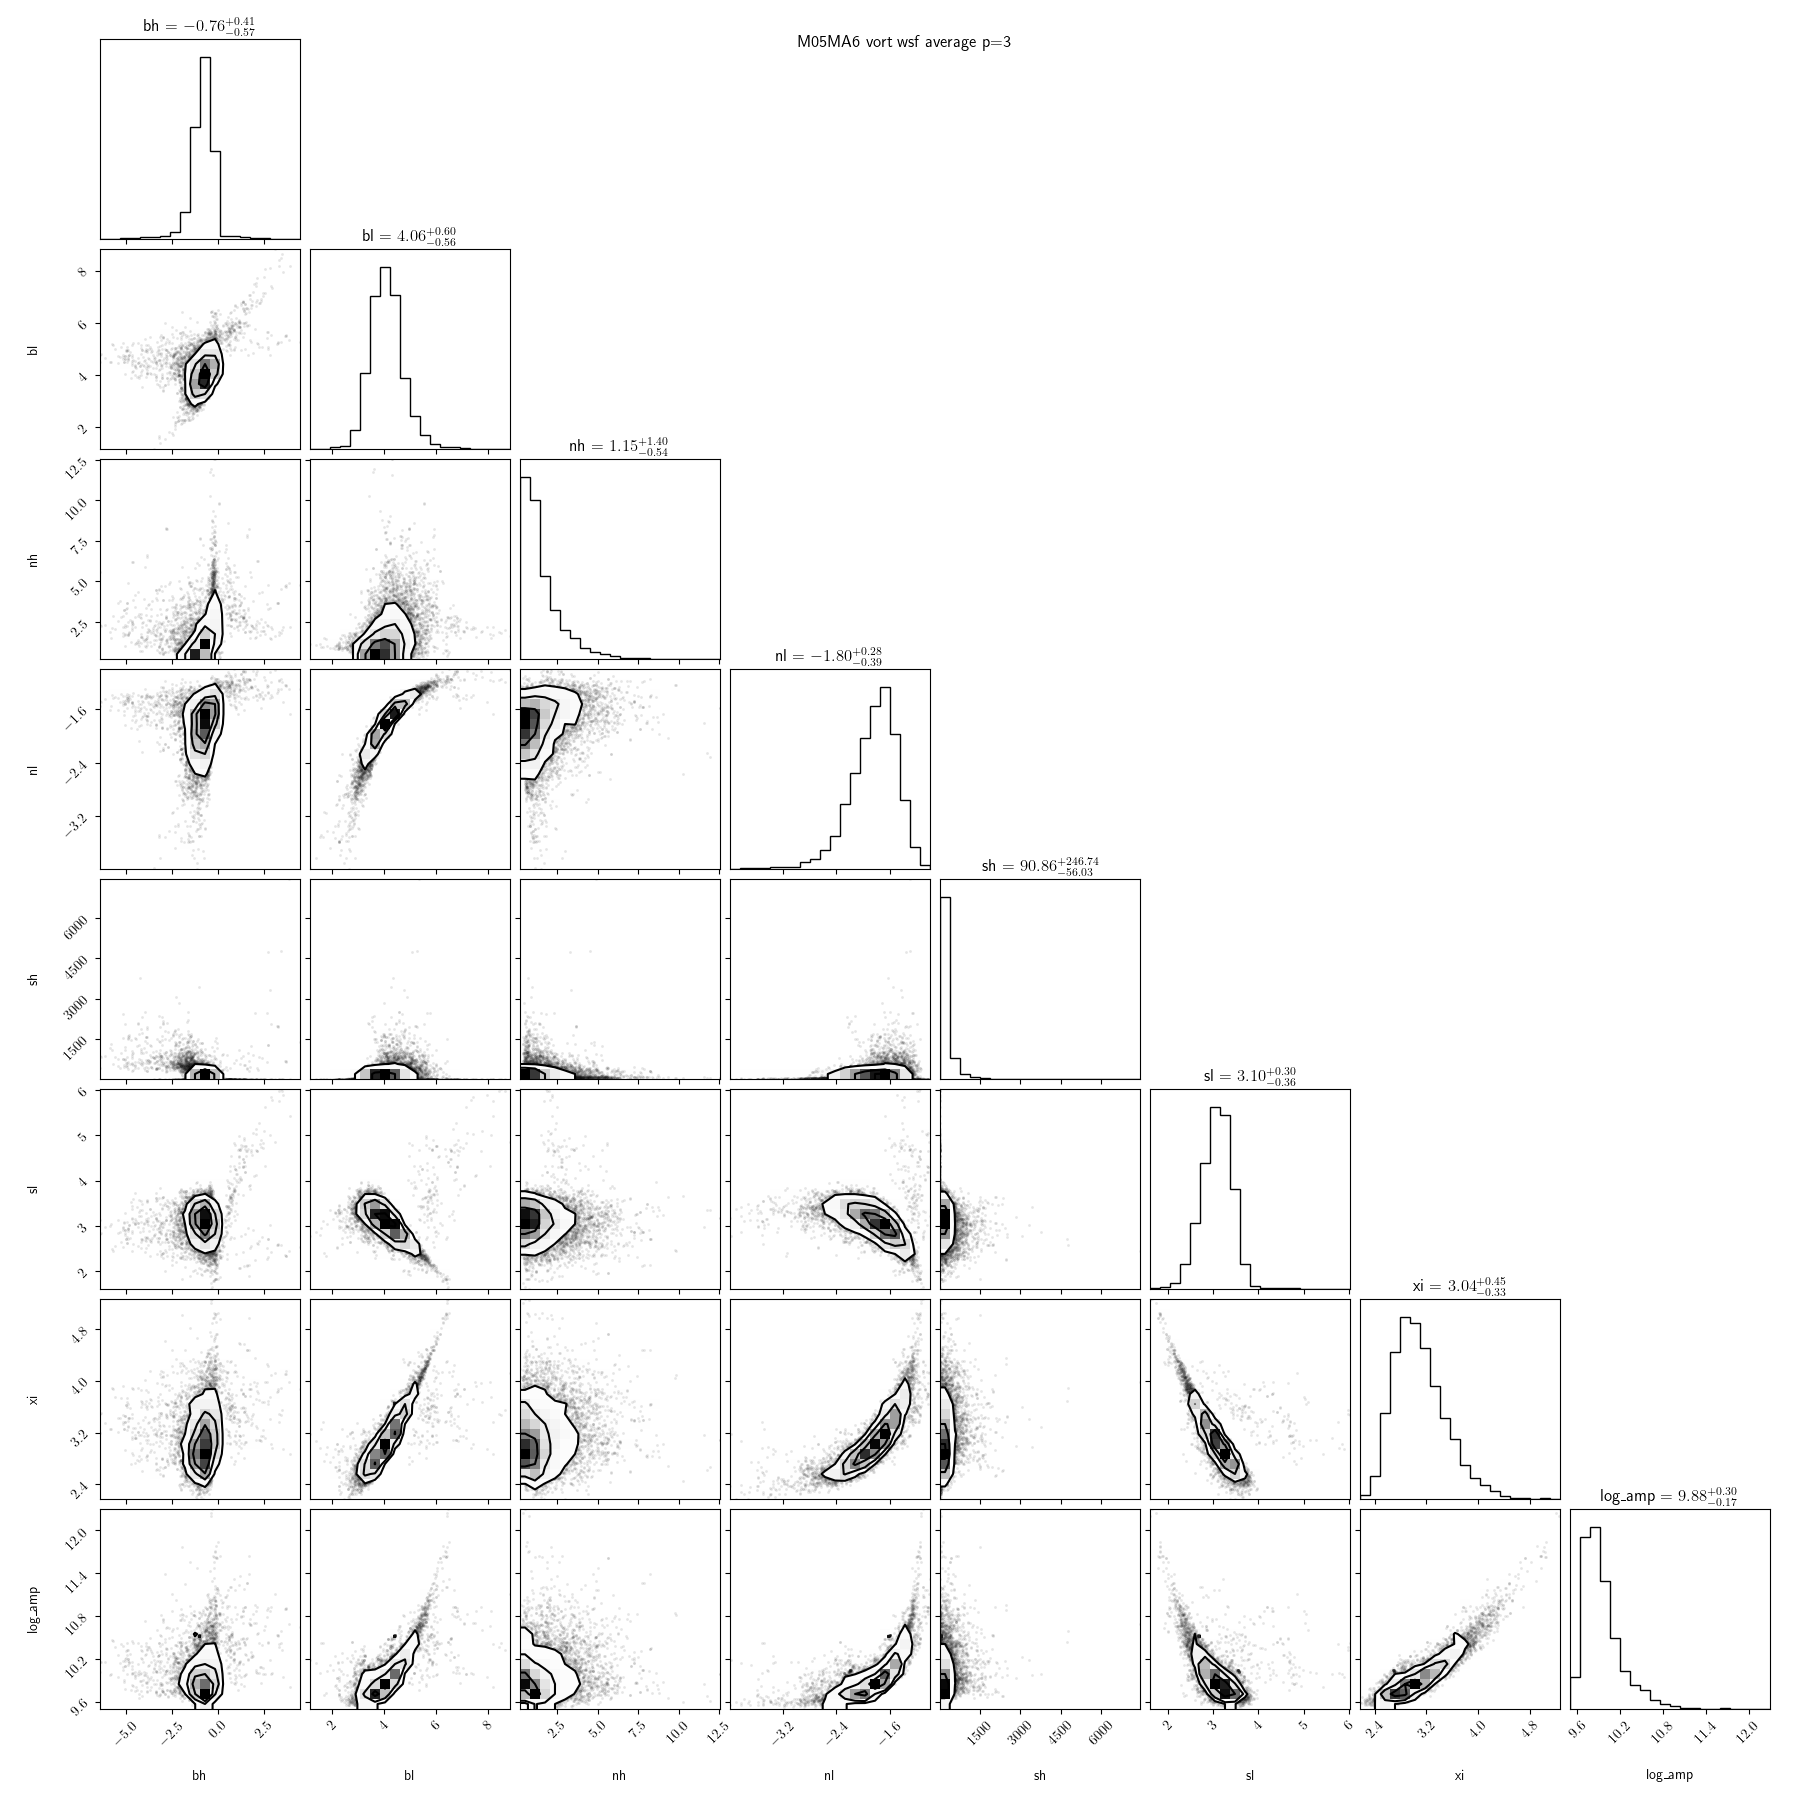 M05MA6 vort wsf average p=3
bh = −0.76+0.41−0.57
bl = 4.06+0.60−0.56
8
6
4
2
bl
nh = 1.15+1.40−0.54
12.5
10.0
7.5
5.0
2.5
nh
nl = −1.80+0.28−0.39
−1.6
−2.4
−3.2
nl
sh = 90.86+246.74−56.03
6000
4500
3000
1500
sh
sl = 3.10+0.30−0.36
6
5
4
3
2
sl
xi = 3.04+0.45−0.33
4.8
4.0
3.2
2.4
xi
log_amp = 9.88+0.30−0.17
12.0
11.4
10.8
10.2
9.6
log_amp
−5.0 −2.5 0.0 2.5 2 4 6 8 2.5 5.0 7.5 10.0 12.5 −3.2 −2.4 −1.6 1500 3000 4500 6000 2 3 4 5 6 2.4 3.2 4.0 4.8 9.6 10.2 10.8 11.4 12.0
bh bl nh nl sh sl xi log_amp